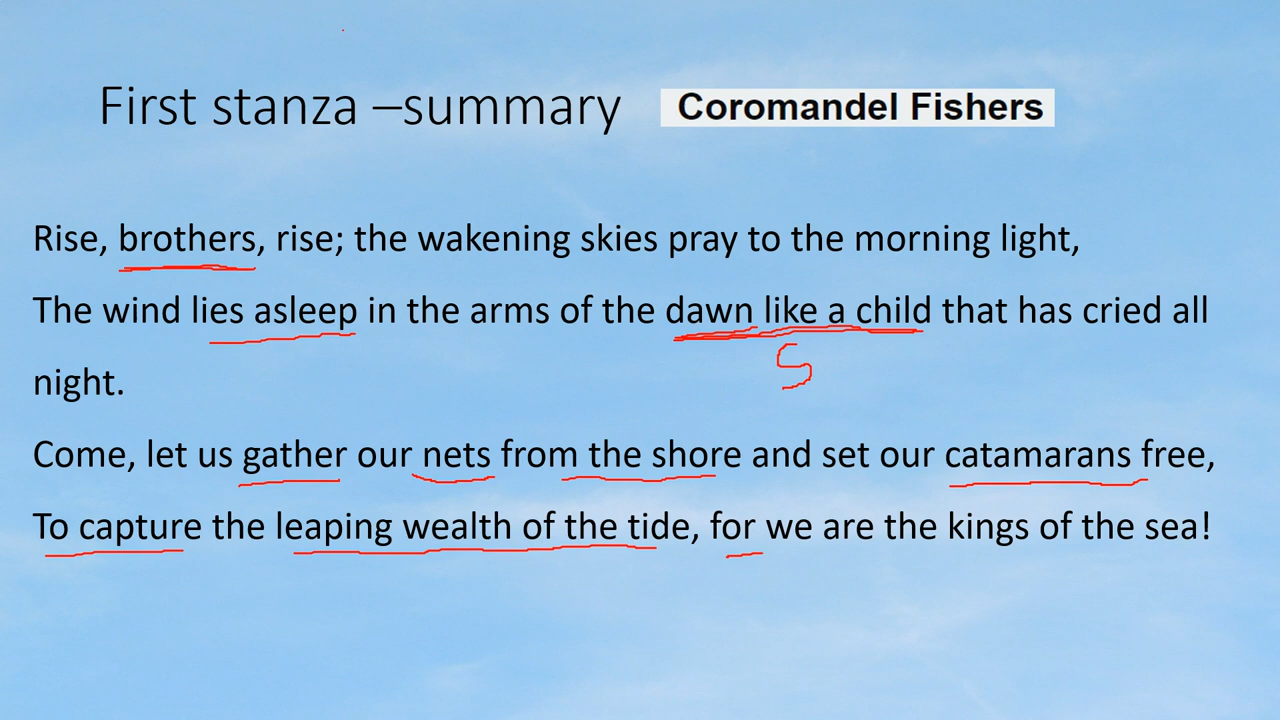 First stanza –summary Coromandel Fishers
Rise, brothers, rise; the wakening skies pray to the morning light,
The wind lies asleep in the arms of the dawn like a child that has cried all
night.
S
Come, let us gather our nets from the shore and set our catamarans free,
To capture the leaping wealth of the tide, for we are the kings of the sea!